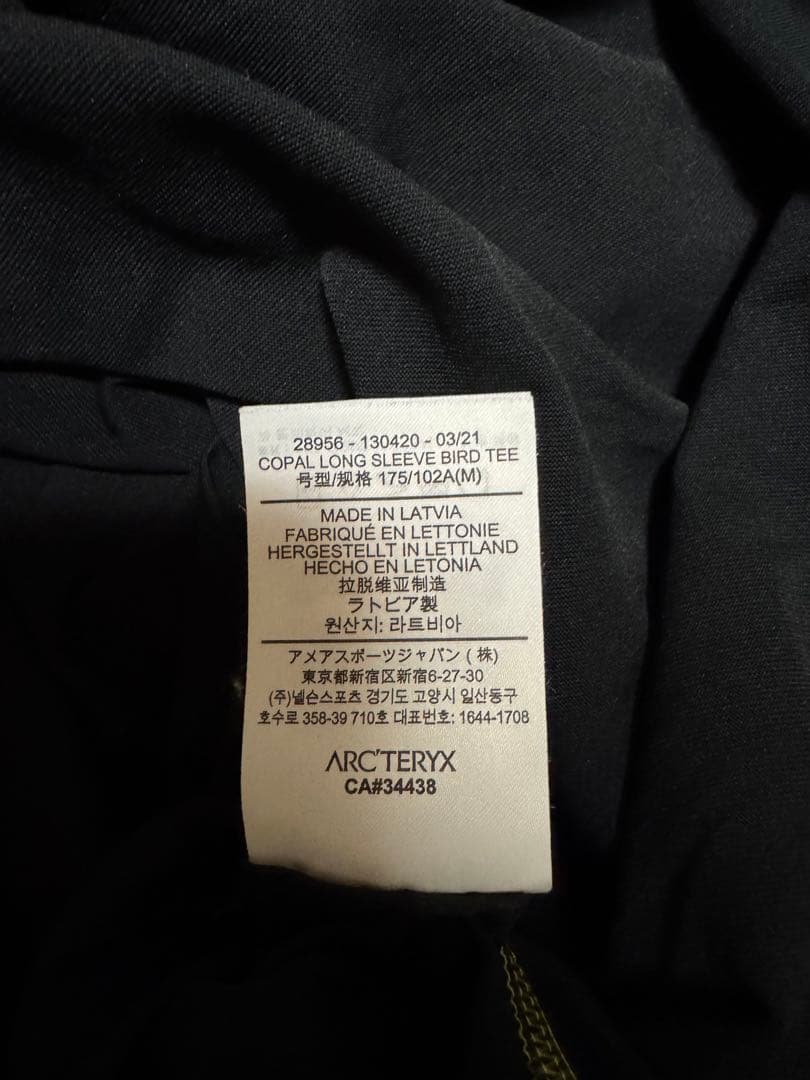 28956 - 130420 - 03/21
COPAL LONG SLEEVE BIRD TEE
号型/规格 175/102A(M)
MADE IN LATVIA
FABRIQUÉ EN LETTONIE
HERGESTELLT IN LETTLAND
HECHO EN LETONIA
拉脱维亚制造
ラトビア製
원산지: 라트비아
アメアスポーツジャパン ( 株)
東京都新宿区新宿6-27-30
(주)넬슨스포츠 경기도 고양시 일산동구
호수로 358-39 710호 대표번호: 1644-1708
ARC'TERYX
CA#34438